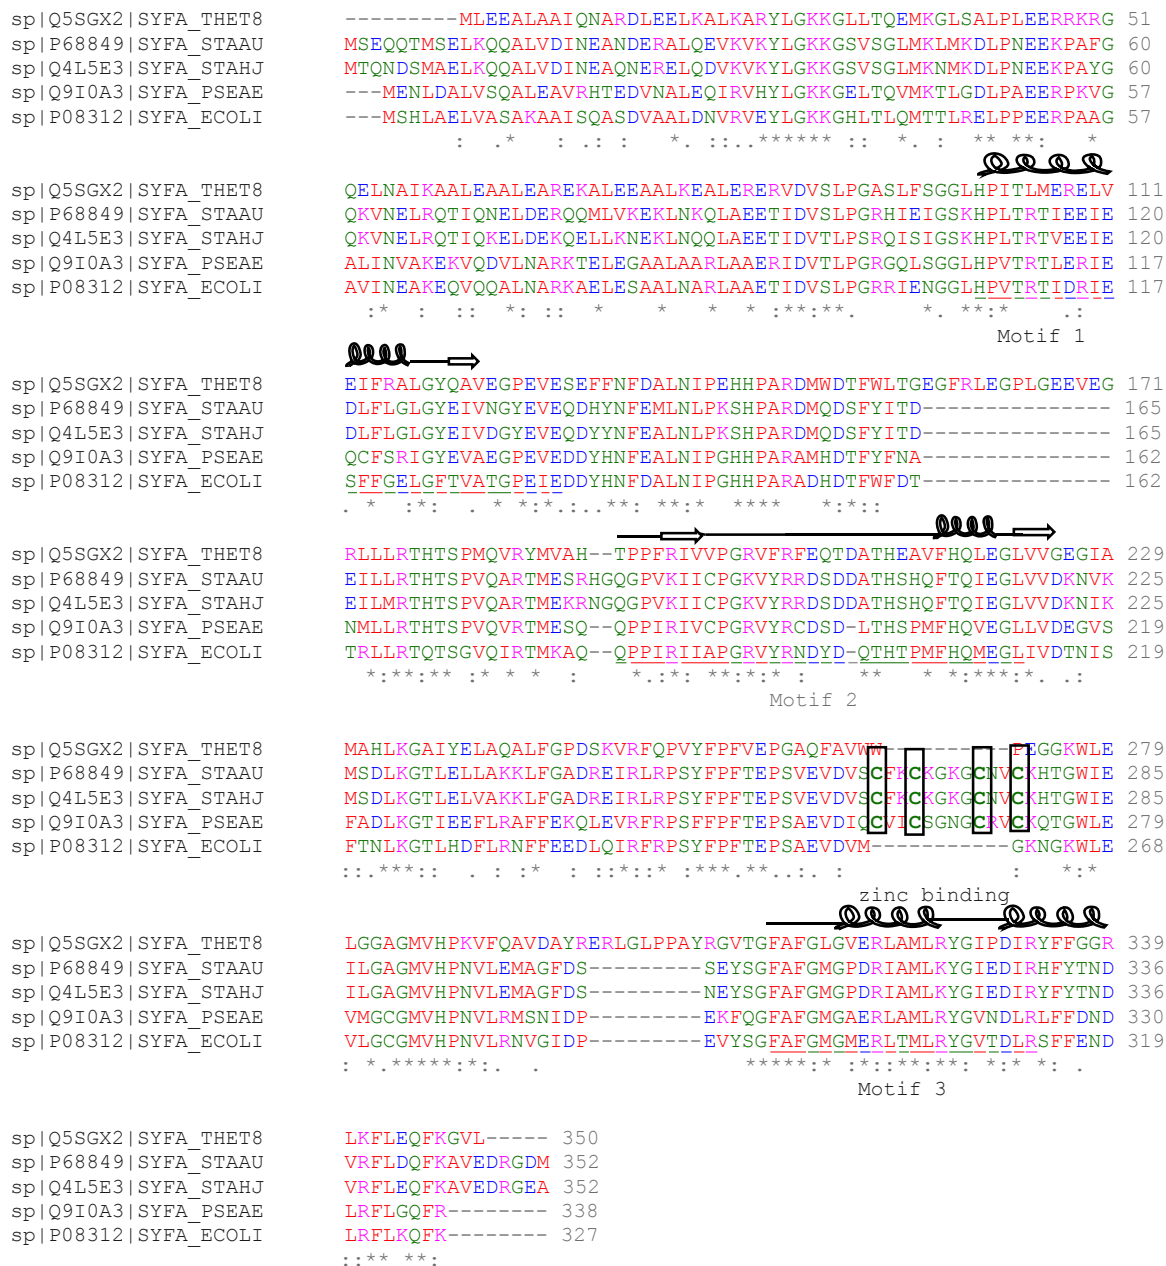 sp|Q5SGX2|SYFA_THET8 ---------MLEEALAAIQNARDLEELKALKARYLGKKGLLTQEMKGLSALPLEERRKRG 51
sp|P68849|SYFA_STAAU MSEQQTMSELKQQALVDINEANDERALQEVKVKYLGKKGSVSGLMKLMKDLPNEEKPAFG 60
sp|Q4L5E3|SYFA_STAHJ MTQNDSMAELKQQALVDINEAQNERELQDVKVKYLGKKGSVSGLMKNMKDLPNEEKPAYG 60
sp|Q9I0A3|SYFA_PSEAE ---MENLDALVSQALEAVRHTEDVNALEQIRVHYLGKKGELTQVMKTLGDLPAEERPKVG 57
sp|P08312|SYFA_ECOLI ---MSHLAELVASAKAAISQASDVAALDNVRVEYLGKKGHLTLQMTTLRELPPEERPAAG 57
: .* : .: : *. : .****** :: *. : ** **: *
sp|Q5SGX2|SYFA_THET8 QELNAIKAALEAALEAREKALEEAALKEALERERVDVSLPGASLFSGGLHPITLMERELV 111
sp|P68849|SYFA_STAAU QKVNELRQTIQNELDERQQMLVKEKLNKQLAEETIDVSLPGRHIEIGSKHPLTRTIEEIE 120
sp|Q4L5E3|SYFA_STAHJ QKVNELRQTIQKELDEKQELLKNEKLNQQLAEETIDVTLPSRQISIGSKHPLTRTVEEIE 120
sp|Q9I0A3|SYFA_PSEAE ALINVAKEKVQDVLNARKTELEGAALAARLAAERIDVTLPGRGQLSGGLHPVTRTLERIE 117
sp|P08312|SYFA_ECOLI AVINEAKEQVQQALNARKAELESAALNARLAAETIDVSLPGRRIENGGLHPVTRTIDRIE 117
:* : :: *: :: * * * * :**:**. *. **:* .:
Motif 1
sp|Q5SGX2|SYFA_THET8 EIFRALGYQAVEGPEVESEFFNFDALNIPEHHPARDMWDTFWLTGEGFRLEGPLGEEVEG 171
sp|P68849|SYFA_STAAU DLFLGLGYEIVNGYEVEQDHYNFEMLNLPKSHPARDMQDSFYITD--------------- 165
sp|Q4L5E3|SYFA_STAHJ DLFLGLGYEIVDGYEVEQDYYNFEALNLPKSHPARDMQDSFYITD--------------- 165
sp|Q9I0A3|SYFA_PSEAE QCFSRIGYEVAEGPEVEDDYHNFEALNIPGHHPARAMHDTFYFNA--------------- 162
sp|P08312|SYFA_ECOLI SFFGELGFTVATGPEIEDDYHNFDALNIPGHHPARADHDTFWFDT--------------- 162
. * :*: . * *:.:..**: **:* **** *:*::
sp|Q5SGX2|SYFA_THET8 RLLLRTHTSPMQVRYMVAH--TPPFRIVVPGRVFRFEQTDATHEAVFHQLEGLVVGEGIA 229
sp|P68849|SYFA_STAAU EILLRTHTSPVQARTMESRHGQGPVKIICPGKVYRRDSDDATHSHQFTQIEGLVVDKNVK 225
sp|Q4L5E3|SYFA_STAHJ EILMRTHTSPVQARTMEKRNGQGPVKIICPGKVYRRDSDDATHSHQFTQIEGLVVDKNIK 225
sp|Q9I0A3|SYFA_PSEAE NMLLRTHTSPVQVRTMESQ--QPPIRIVCPGRVYRCDSD-LTHSPMFHQVEGLLVDEGVS 219
sp|P08312|SYFA_ECOLI TRLLRTQTSGVQIRTMKAQ--QPPIRIIAPGRVYRNDYD-QTHTPMFHQMEGLIVDTNIS 219
*:**:** :* * * : *.:*: **:*:* : ** * *:***:*. .:
Motif 2
sp|Q5SGX2|SYFA_THET8 MAHLKGAIYELAQALFGPDSKVRFQPVYFPFVEPGAQFAVWW-----------PEGGKWLE 279
sp|P68849|SYFA_STAAU MSDLKGTLELLAKKLFGADREIRLRPSYFPFTEPSVEVDVSCFKCKGKGCNVCKHTGWIE 285
sp|Q4L5E3|SYFA_STAHJ MSDLKGTLELVAKKLFGADREIRLRPSYFPFTEPSVEVDVSCFKCKGKGCNVCKHTGWIE 285
sp|Q9I0A3|SYFA_PSEAE FADLKGTIEEFLRAFFEKQLEVRFRPSFFPFTEPSAEVDIQCVICSGNGCRVCKQTGWLE 279
sp|P08312|SYFA_ECOLI FTNLKGTLHDFLRNFFEEDLQIRFRPSYFPFTEPSAEVDVM-----------GKNGKWLE 268
::.***:: . : :* : ::*::* :***.**..:. : : *:*
zinc binding
sp|Q5SGX2|SYFA_THET8 LGGAGMVHPKVFQAVDAYRERLGLPPAYRGVTGFAFGLGVERLAMLRYGIPDIRYFFGGR 339
sp|P68849|SYFA_STAAU ILGAGMVHPNVLEMAGFDS---------SEYSGFAFGMGPDRIAMLKYGIEDIRHFYTND 336
sp|Q4L5E3|SYFA_STAHJ ILGAGMVHPNVLEMAGFDS---------NEYSGFAFGMGPDRIAMLKYGIEDIRYFYTND 336
sp|Q9I0A3|SYFA_PSEAE VMGCGMVHPNVLRMSNIDP---------EKFQGFAFGMGAERLAMLRYGVNDLRLFFDND 330
sp|P08312|SYFA_ECOLI VLGCGMVHPNVLRNVGIDP---------EVYSGFAFGMGMERLTMLRYGVTDLRSFFEND 319
: *.*****:*:. . *****:* :*::**:**: *:* *: .
Motif 3
sp|Q5SGX2|SYFA_THET8 LKFLEQFKGVL----- 350
sp|P68849|SYFA_STAAU VRFLDQFKAVEDRGDM 352
sp|Q4L5E3|SYFA_STAHJ VRFLEQFKAVEDRGEA 352
sp|Q9I0A3|SYFA_PSEAE LRFLGQFR-------- 338
sp|P08312|SYFA_ECOLI LRFLKQFK-------- 327
::** **: